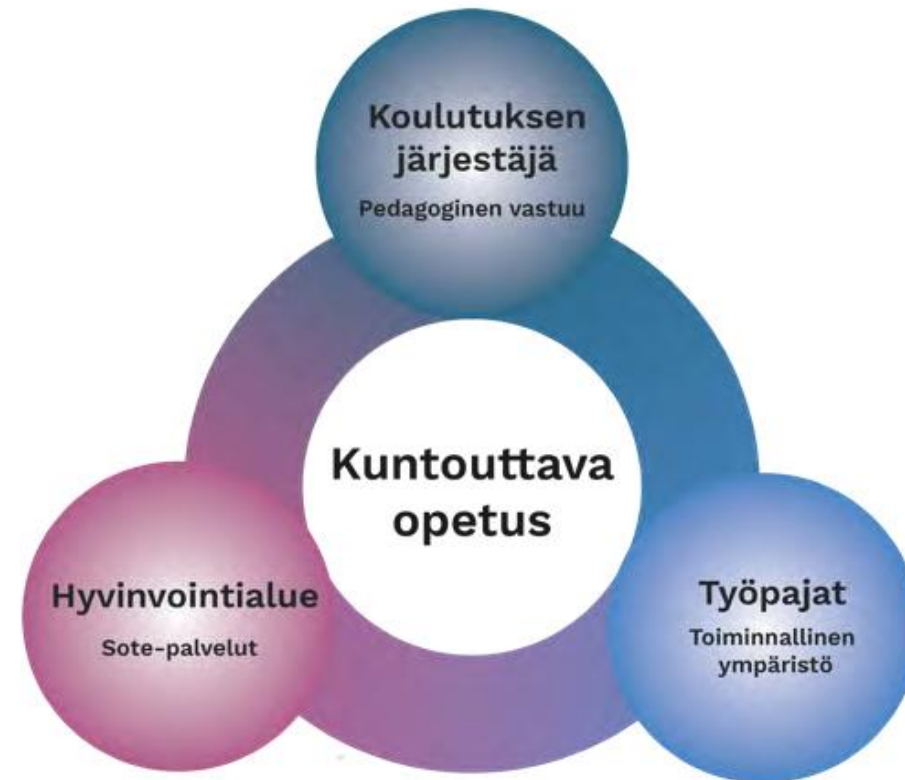 Koulutuksen
järjestäjä
Pedagoginen vastuu
Kuntouttava
opetus
Hyvinvointialue
Sote-palvelut
Työpajat
Toiminnallinen
ympäristö